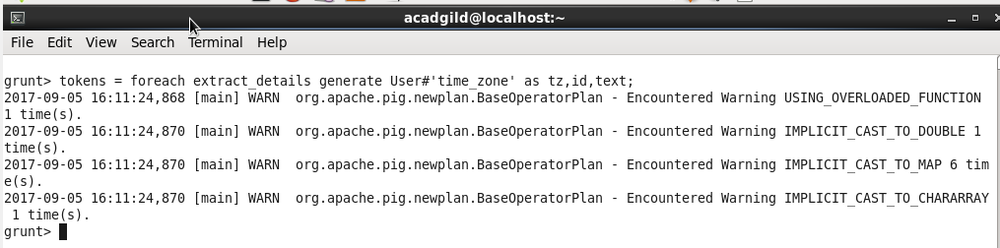 acadgild@localhost:~
File Edit View Search Terminal Help
grunt> tokens = foreach extract_details generate User#'time_zone' as tz,id,text;
2017-09-05 16:11:24,868 [main] WARN  org.apache.pig.newplan.BaseOperatorPlan - Encountered Warning USING_OVERLOADED_FUNCTION
1 time(s).
2017-09-05 16:11:24,870 [main] WARN  org.apache.pig.newplan.BaseOperatorPlan - Encountered Warning IMPLICIT_CAST_TO_DOUBLE 1
time(s).
2017-09-05 16:11:24,870 [main] WARN  org.apache.pig.newplan.BaseOperatorPlan - Encountered Warning IMPLICIT_CAST_TO_MAP 6 tim
e(s).
2017-09-05 16:11:24,870 [main] WARN  org.apache.pig.newplan.BaseOperatorPlan - Encountered Warning IMPLICIT_CAST_TO_CHARARRAY
 1 time(s).
grunt>